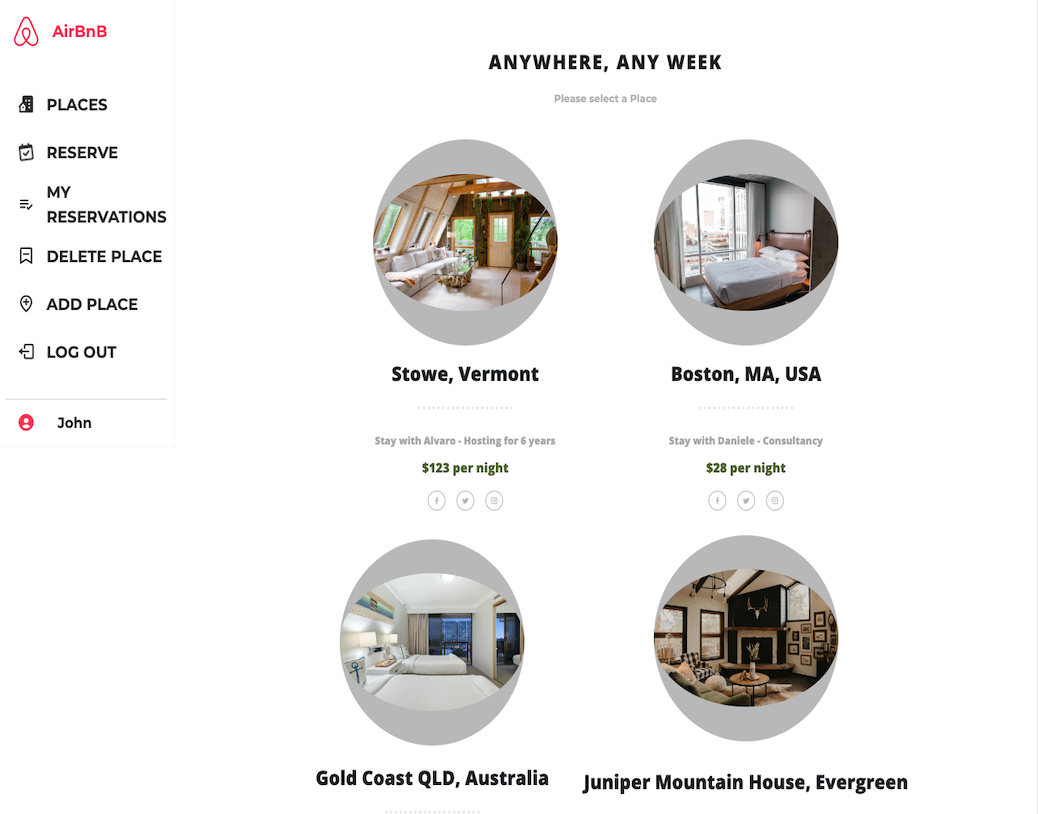 AirBnB
PLACES
RESERVE
MY
RESERVATIONS
DELETE PLACE
ADD PLACE
LOG OUT
John
ANYWHERE, ANY WEEK
Please select a Place
Stowe, Vermont
Stay with Alvaro - Hosting for 6 years
$123 per night
Boston, MA, USA
Stay with Daniele - Consultancy
$28 per night
Gold Coast QLD, Australia
Juniper Mountain House, Evergreen